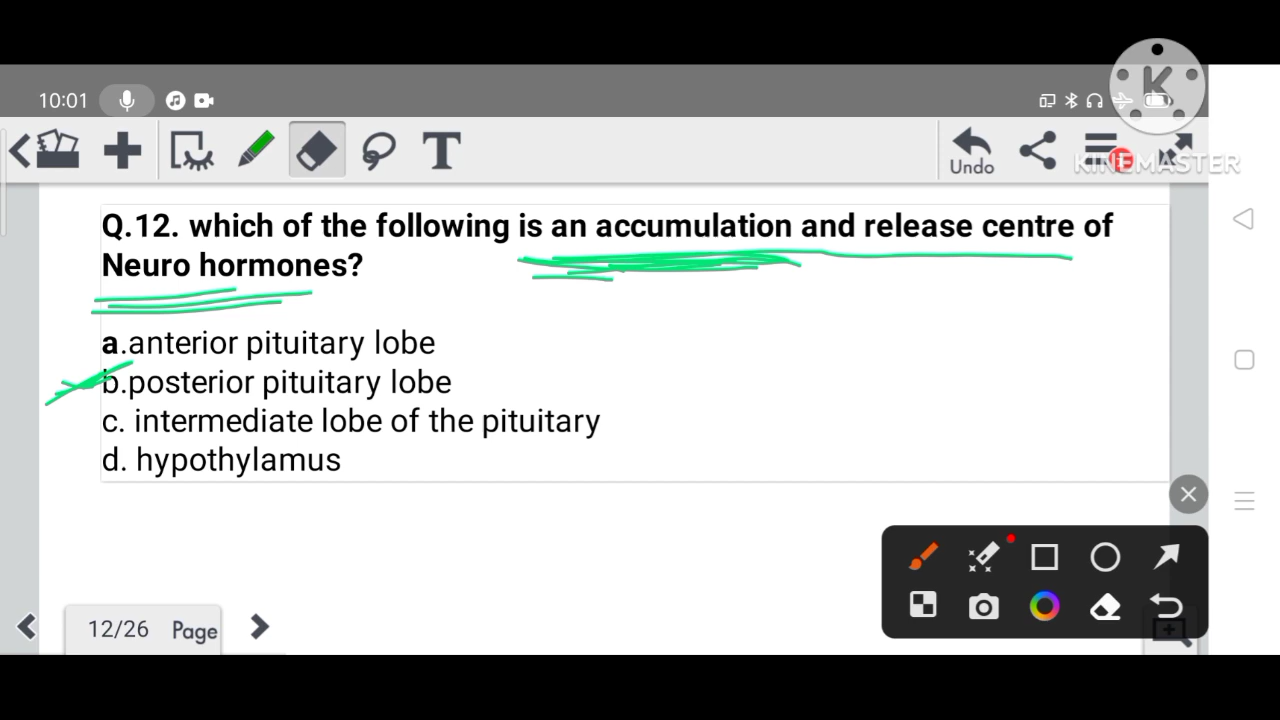 10:01
K
Undo
1
KINEMASTER
Q.12. which of the following is an accumulation and release centre of
Neuro hormones?
a.anterior pituitary lobe
b.posterior pituitary lobe
c. intermediate lobe of the pituitary
d. hypothylamus
12/26 Page